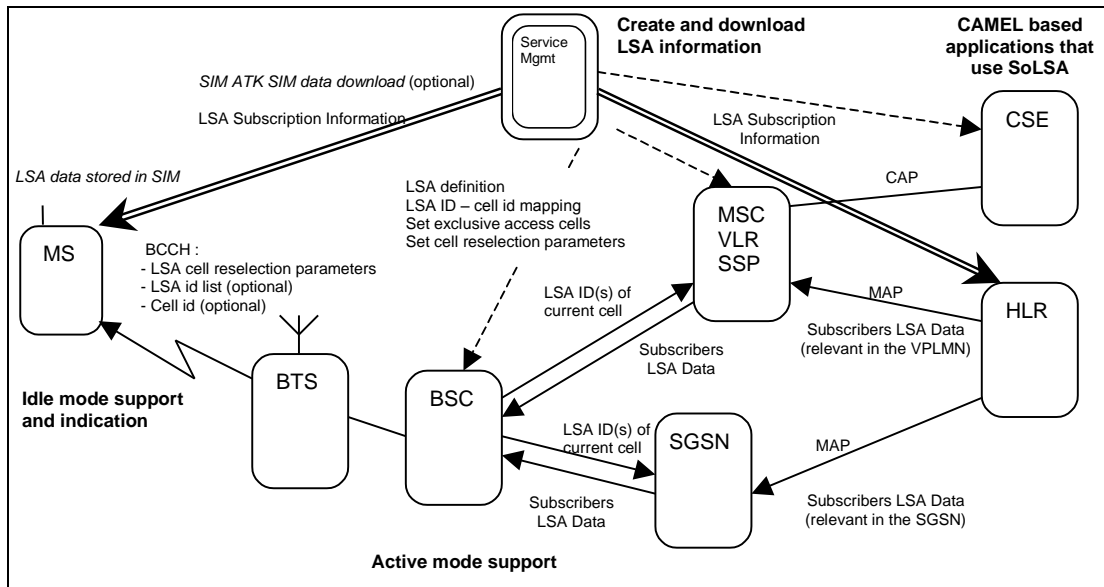 Create and download
LSA information
CAMEL based
applications that
use SoLSA
Service
Mgmt
SIM ATK SIM data download (optional)
LSA Subscription Information
LSA Subscription
Information
CSE
LSA data stored in SIM
CAP
LSA definition
LSA ID – cell id mapping
Set exclusive access cells
Set cell reselection parameters
MSC
VLR
SSP
MS
BCCH :
- LSA cell reselection parameters
- LSA id list (optional)
- Cell id (optional)
LSA ID(s) of
current cell
MAP
HLR
Subscribers LSA Data
(relevant in the VPLMN)
Subscribers
LSA Data
BTS
BSC
Idle mode support
and indication
LSA ID(s) of
current cell
SGSN
MAP
Subscribers
LSA Data
Subscribers LSA Data
(relevant in the SGSN)
Active mode support